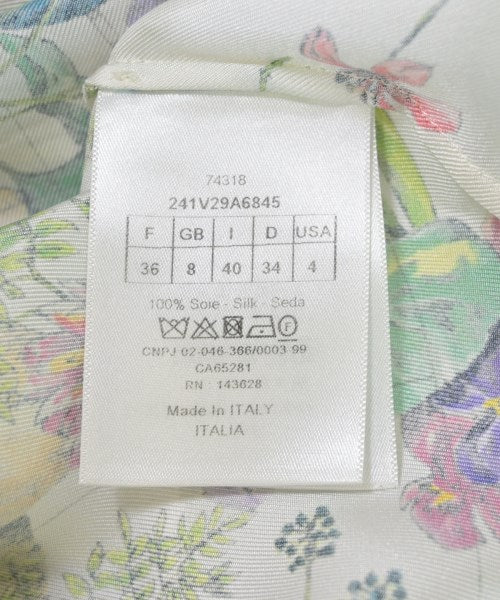 74318
241V29A6845
F GB I D USA
36 8 40 34 4
100% Soie - Silk - Seda
CNPJ 02-046-366/0003-99
CA65281
RN : 143628
Made In ITALY
ITALIA